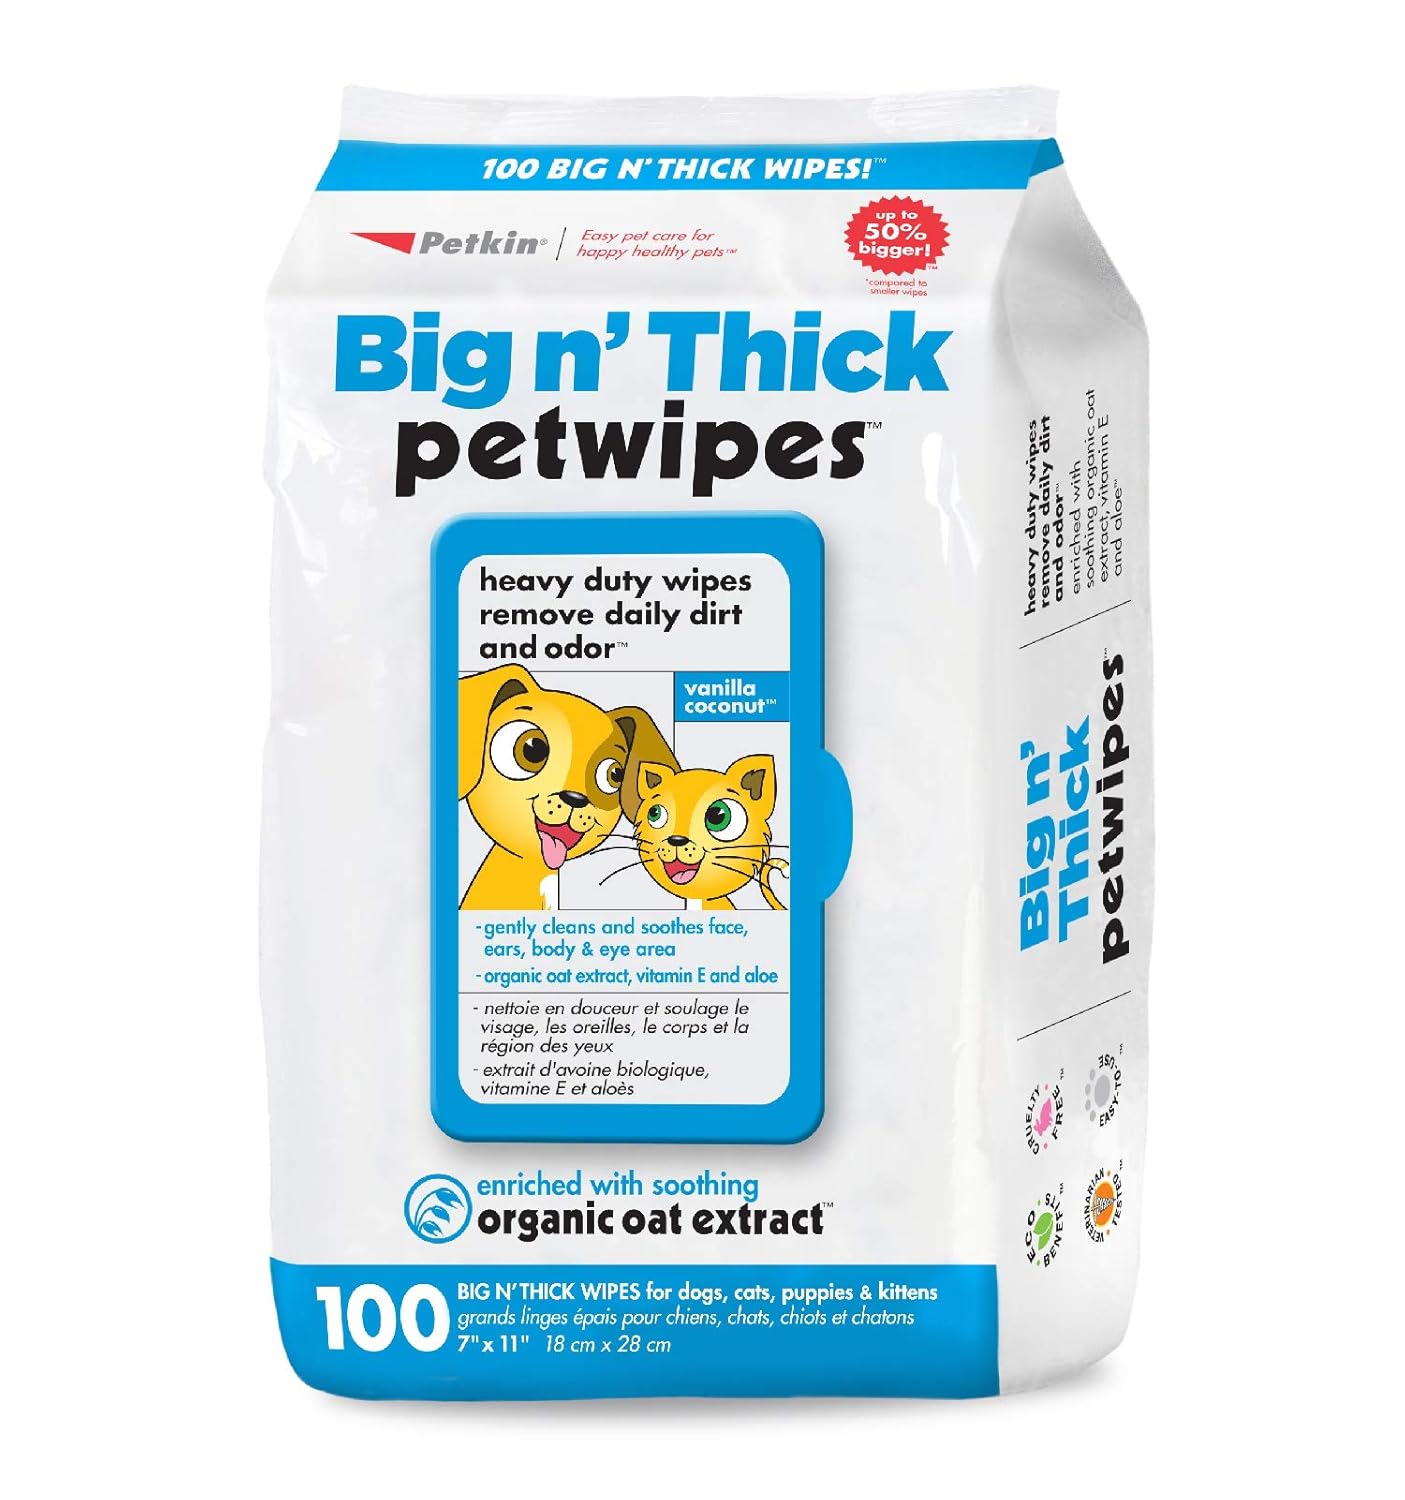 100 BIG N' THICK WIPES!™
Petkin®
Easy pet care for
happy healthy pets™
up to
50%
bigger!™
*compared to
smaller wipes
Big n' Thick
petwipes™
heavy duty wipes
remove daily dirt
and odor™
vanilla
coconut™
- gently cleans and soothes face,
ears, body & eye area
- organic oat extract, vitamin E and aloe
- nettoie en douceur et soulage le
visage, les oreilles, le corps et la
région des yeux
- extrait d'avoine biologique,
vitamine E et aloès
enriched with soothing
organic oat extract™
100
BIG N' THICK WIPES for dogs, cats, puppies & kittens
grands linges épais pour chiens, chats, chiots et chatons
7" x 11" 18 cm x 28 cm
heavy duty wipes
remove daily dirt
and odor™
enriched with
soothing organic oat
extract, vitamin E
and aloe™
Big n'
Thick
petwipes™
CRUELTY FREE™
EASY-TO-USE™
ECO BENEFITS™
VETERINARIAN TESTED™